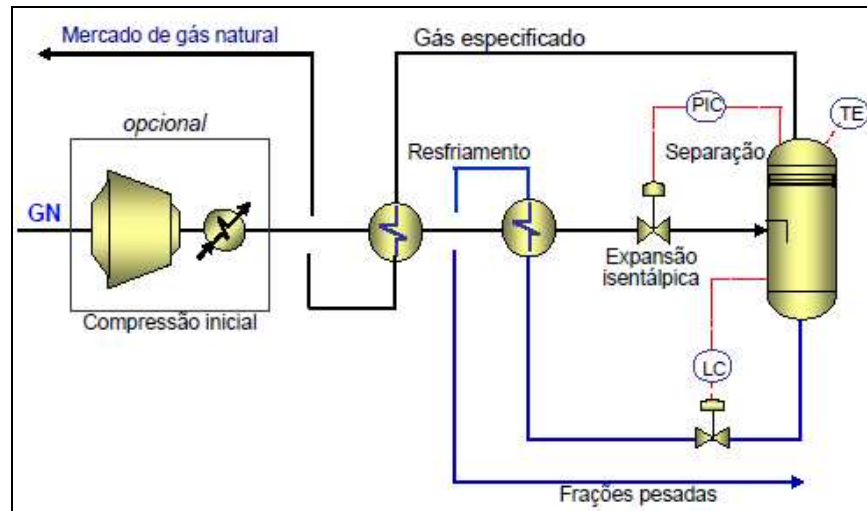 Mercado de gás natural
Gás especificado
opcional
PIC
TE
Resfriamento
Separação
GN
Expansão
isentálpica
Compressão inicial
LC
Frações pesadas